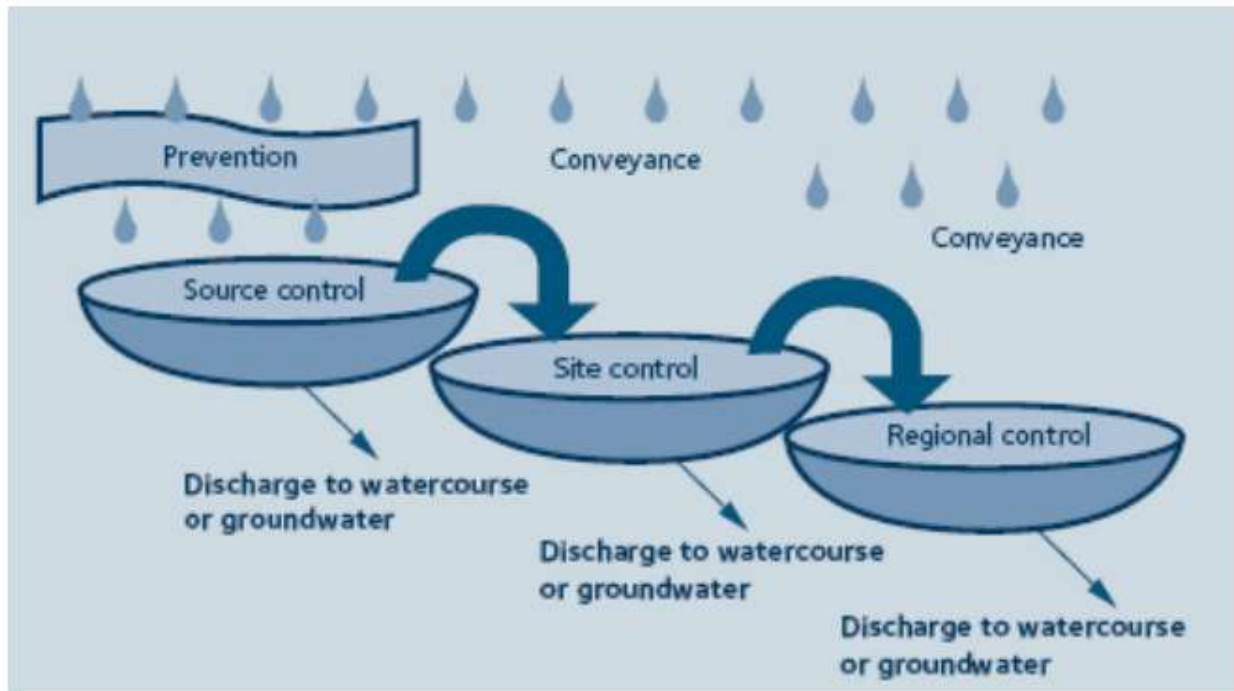 Prevention
Conveyance
Conveyance
Source control
Site control
Regional control
Discharge to watercourse
or groundwater
Discharge to watercourse
or groundwater
Discharge to watercourse
or groundwater